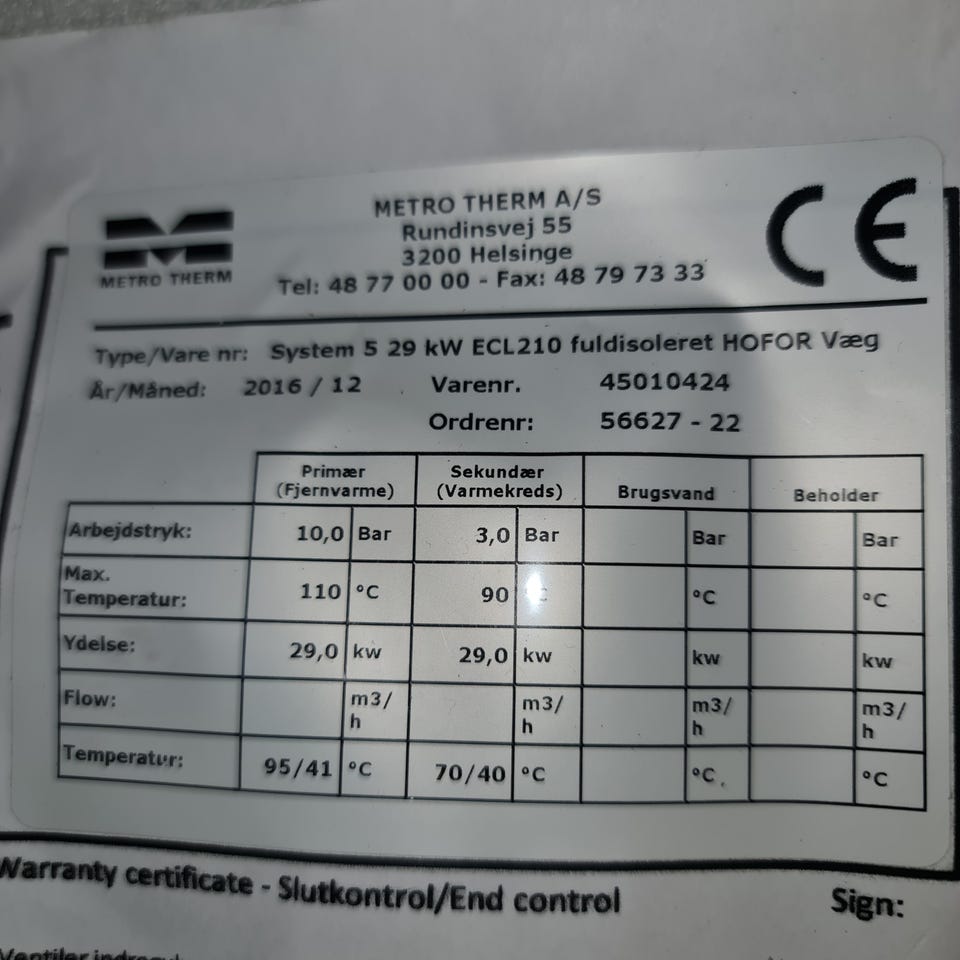 METRO THERM
METRO THERM A/S
Rundinsvej 55
3200 Helsinge
Tel: 48 77 00 00 - Fax: 48 79 73 33
CE
Type/Vare nr: System 5 29 kW ECL210 fuldisoleret HOFOR Væg
År/Måned: 2016 / 12 Varenr. 45010424
Ordrenr: 56627 - 22
Primær (Fjernvarme) Sekundær (Varmekreds) Brugsvand Beholder
Arbejdstryk: 10,0 Bar 3,0 Bar Bar Bar
Max. Temperatur: 110 °C 90 °C °C °C
Ydelse: 29,0 kw 29,0 kw kw kw
Flow: m3/h m3/h m3/h m3/h
Temperatur: 95/41 °C 70/40 °C °C °C
Warranty certificate - Slutkontrol/End control Sign:
Ventiler